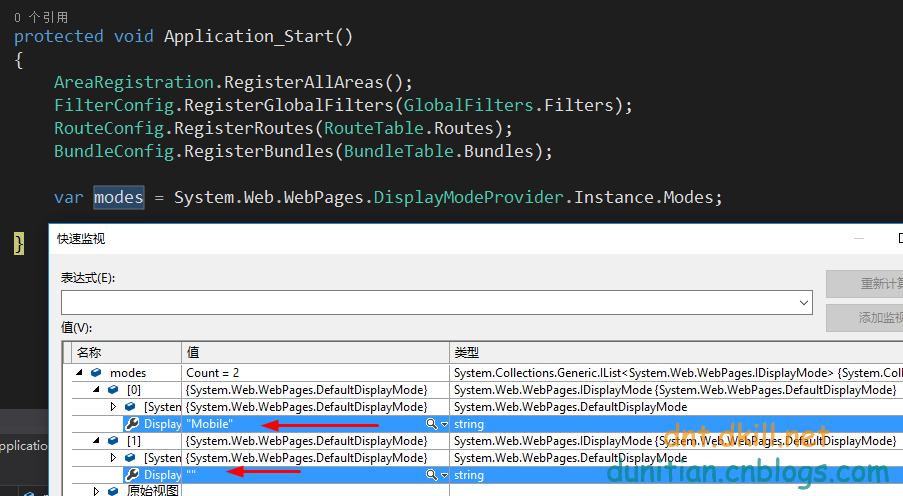 0 个引用
protected void Application_Start()
{
AreaRegistration.RegisterAllAreas();
FilterConfig.RegisterGlobalFilters(GlobalFilters.Filters);
RouteConfig.RegisterRoutes(RouteTable.Routes);
BundleConfig.RegisterBundles(BundleTable.Bundles);
var modes = System.Web.WebPages.DisplayModeProvider.Instance.Modes;
}
快速监视
表达式(E):
重新计算
值(V):
添加监视
名称 值 类型
modes Count = 2 System.Collections.Generic.IList<System.Web.WebPages.IDisplayMode> {System.Coll
[0] {System.Web.WebPages.DefaultDisplayMode} System.Web.WebPages.IDisplayMode {System.Web.WebPages.DefaultDisplayMode}
[System {System.Web.WebPages.DefaultDisplayMode} System.Web.WebPages.DefaultDisplayMode
Display "Mobile" string
[1] {System.Web.WebPages.DefaultDisplayMode} System.Web.WebPages.IDisplayMode {System.Web.WebPages.DefaultDisplayMode}
[System {System.Web.WebPages.DefaultDisplayMode} System.Web.WebPages.DefaultDisplayMode
Display "" string
原始视图
pplication
dnt.dkill.net
dunitian.cnblogs.com